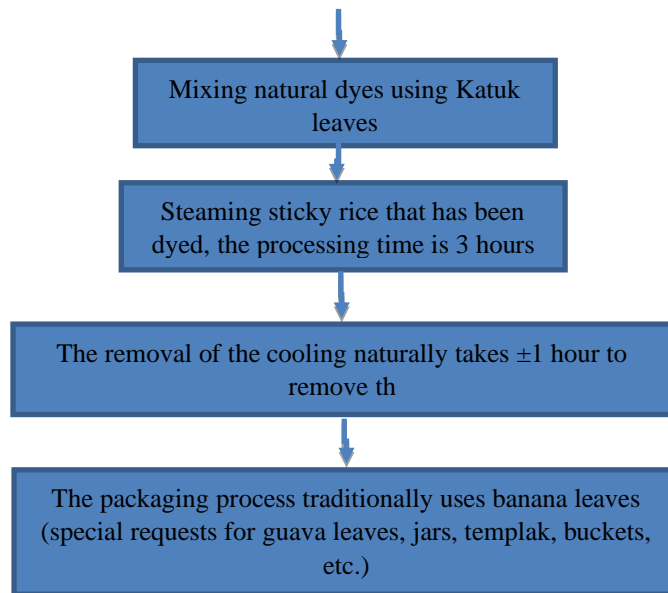 Mixing natural dyes using Katuk
leaves
Steaming sticky rice that has been
dyed, the processing time is 3 hours
The removal of the cooling naturally takes ±1 hour to
remove th
The packaging process traditionally uses banana leaves
(special requests for guava leaves, jars, templak, buckets,
etc.)